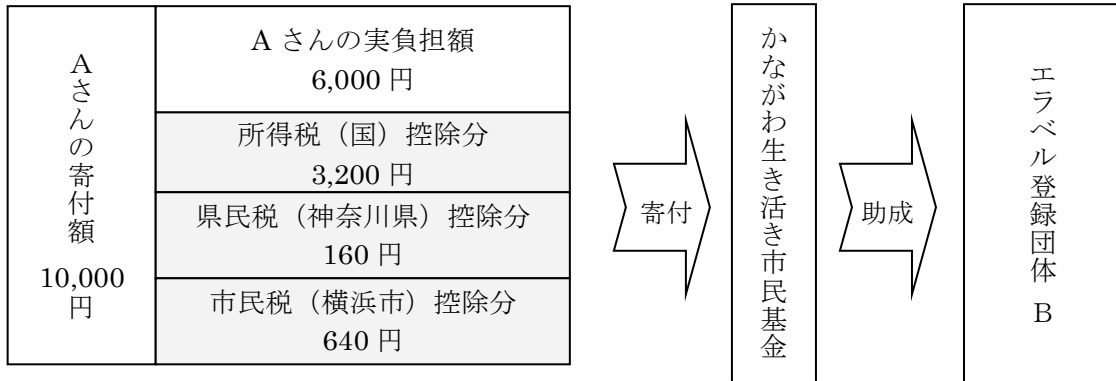 Aさんの寄付額
10,000
円
A さんの実負担額
6,000 円
所得税（国）控除分
3,200 円
県民税（神奈川県）控除分
160 円
市民税（横浜市）控除分
640 円
寄付
かながわ生き活き市民基金
助成
エラベル登録団体 B